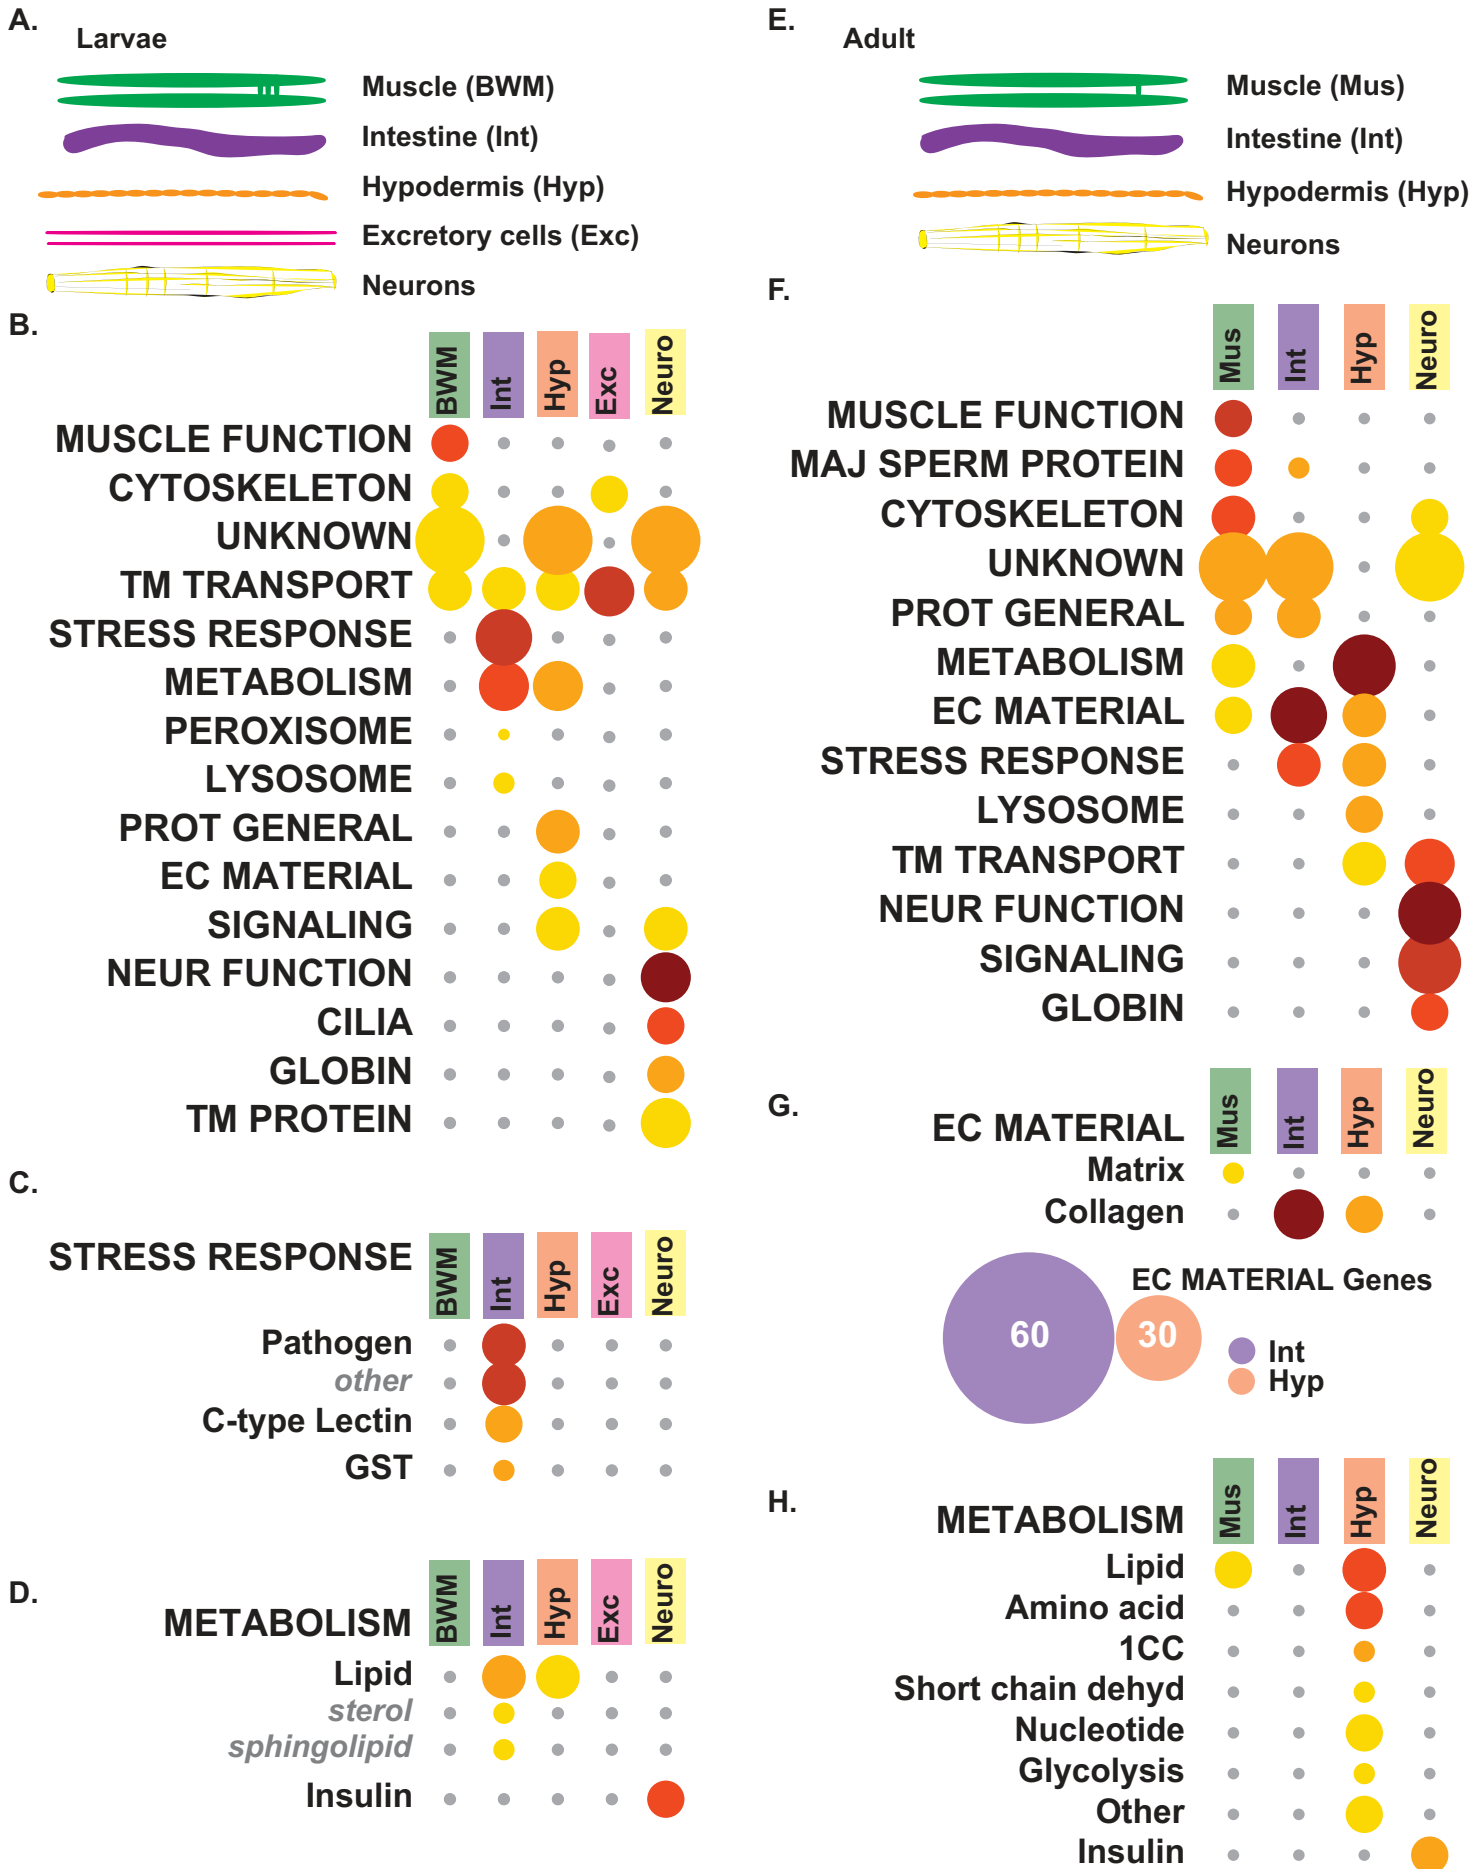 A.
Larvae
Muscle (BWM)
Intestine (Int)
Hypodermis (Hyp)
Excretory cells (Exc)
Neurons
B.
BWM Int Hyp Exc Neuro
MUSCLE FUNCTION
CYTOSKELETON
UNKNOWN
TM TRANSPORT
STRESS RESPONSE
METABOLISM
PEROXISOME
LYSOSOME
PROT GENERAL
EC MATERIAL
SIGNALING
NEUR FUNCTION
CILIA
GLOBIN
TM PROTEIN
C.
BWM Int Hyp Exc Neuro
STRESS RESPONSE
Pathogen
other
C-type Lectin
GST
D.
BWM Int Hyp Exc Neuro
METABOLISM
Lipid
sterol
sphingolipid
Insulin
E.
Adult
Muscle (Mus)
Intestine (Int)
Hypodermis (Hyp)
Neurons
F.
Mus Int Hyp Neuro
MUSCLE FUNCTION
MAJ SPERM PROTEIN
CYTOSKELETON
UNKNOWN
PROT GENERAL
METABOLISM
EC MATERIAL
STRESS RESPONSE
LYSOSOME
TM TRANSPORT
NEUR FUNCTION
SIGNALING
GLOBIN
G.
Mus Int Hyp Neuro
EC MATERIAL
Matrix
Collagen
EC MATERIAL Genes
60 30
Int
Hyp
H.
Mus Int Hyp Neuro
METABOLISM
Lipid
Amino acid
1CC
Short chain dehyd
Nucleotide
Glycolysis
Other
Insulin